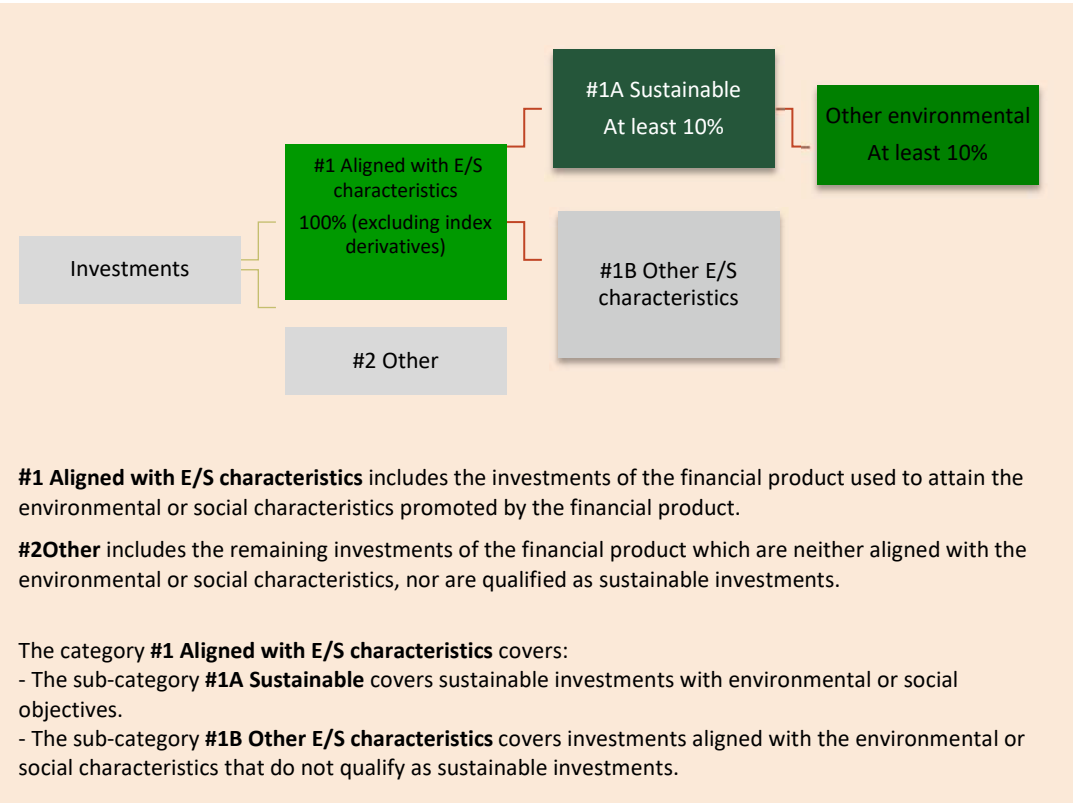 #1A Sustainable
At least 10%
Other environmental
At least 10%
#1 Aligned with E/S
characteristics
100% (excluding index
derivatives)
Investments
#1B Other E/S
characteristics
#2 Other
#1 Aligned with E/S characteristics includes the investments of the financial product used to attain the
environmental or social characteristics promoted by the financial product.
#2Other includes the remaining investments of the financial product which are neither aligned with the
environmental or social characteristics, nor are qualified as sustainable investments.
The category #1 Aligned with E/S characteristics covers:
- The sub-category #1A Sustainable covers sustainable investments with environmental or social
objectives.
- The sub-category #1B Other E/S characteristics covers investments aligned with the environmental or
social characteristics that do not qualify as sustainable investments.